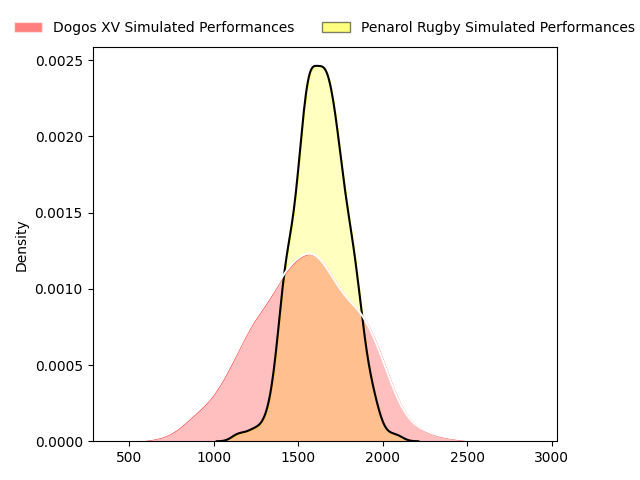 Dogos XV Simulated Performances
Penarol Rugby Simulated Performances
0.0025
0.0020
0.0015
0.0010
0.0005
0.0000
Density
500 1000 1500 2000 2500 3000